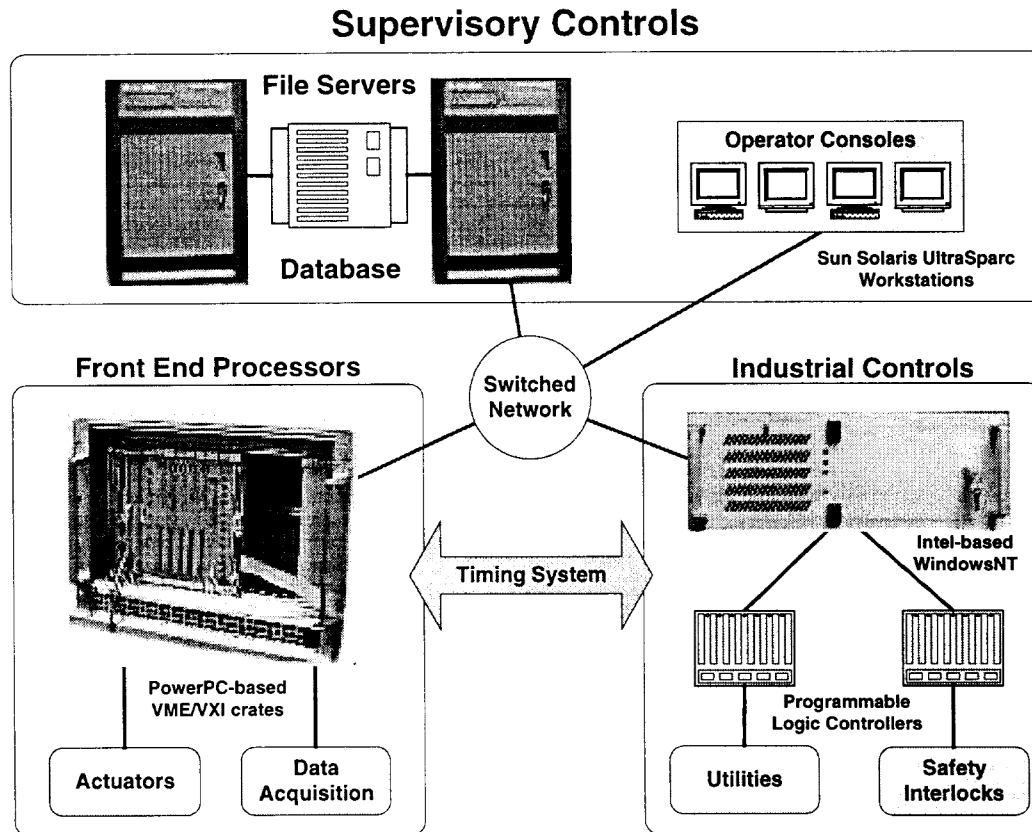 Supervisory Controls
File Servers
Database
Operator Consoles
Sun Solaris UltraSparc
Workstations
Switched
Network
Front End Processors
PowerPC-based
VME/VXI crates
Actuators
Data
Acquisition
Timing System
Industrial Controls
Intel-based
WindowsNT
Programmable
Logic Controllers
Utilities
Safety
Interlocks